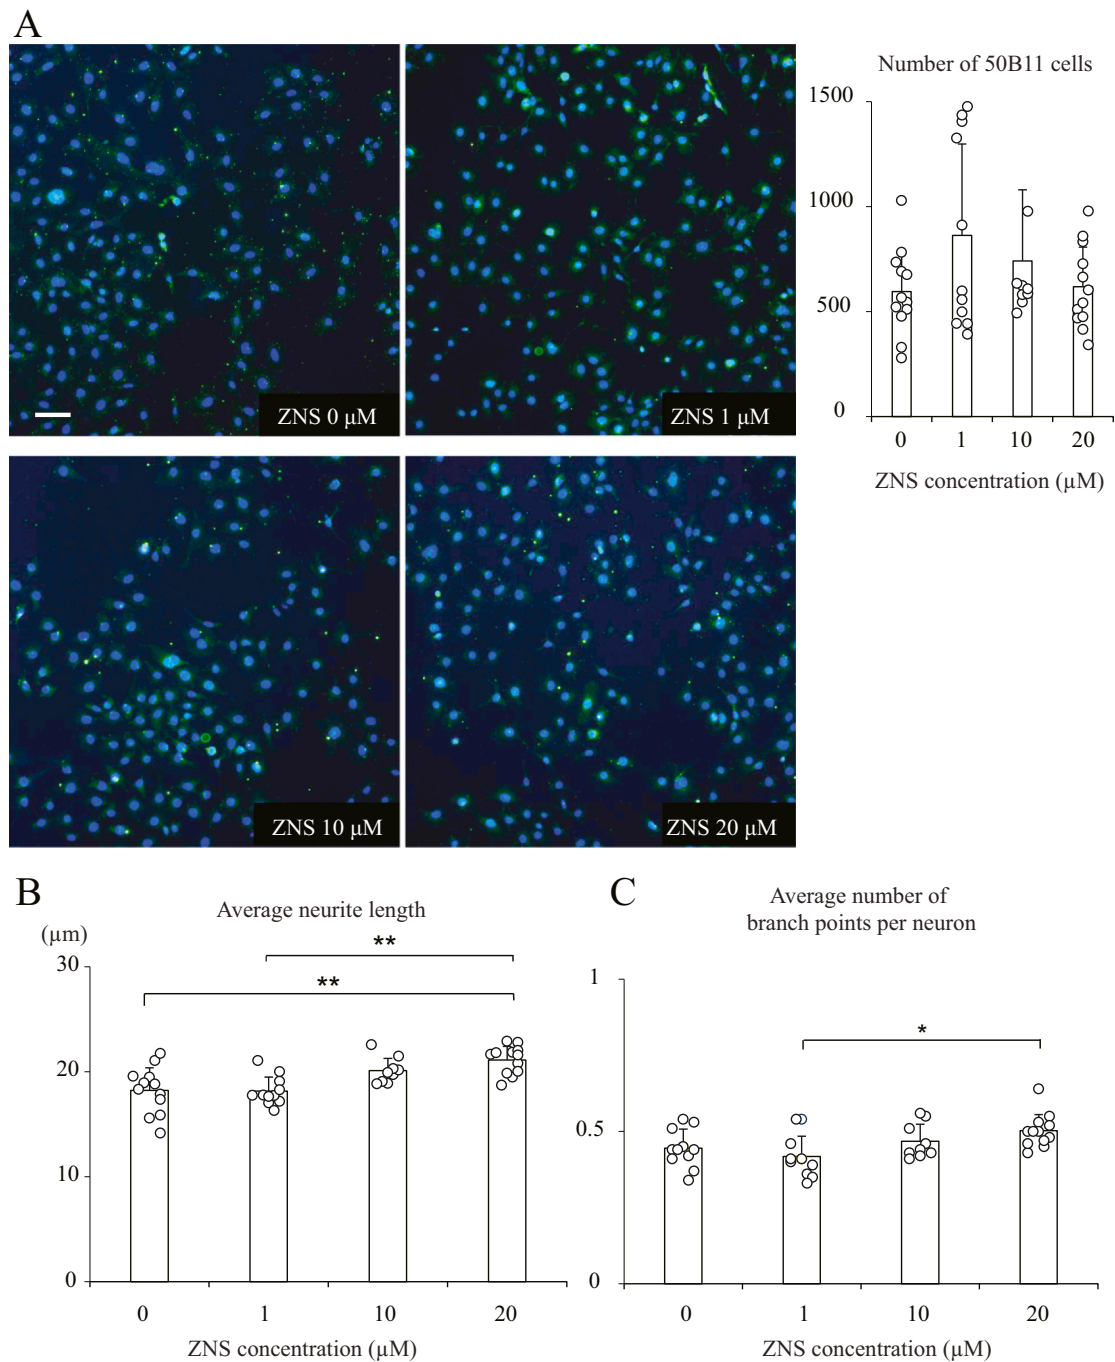 A
ZNS 0 µM
ZNS 1 µM
ZNS 10 µM
ZNS 20 µM
Number of 50B11 cells
1500
1000
500
0
0 1 10 20
ZNS concentration (µM)
B
Average neurite length
(µm)
**
**
30
20
10
0
0 1 10 20
ZNS concentration (µM)
C
Average number of
branch points per neuron
*
1
0.5
0
0 1 10 20
ZNS concentration (µM)